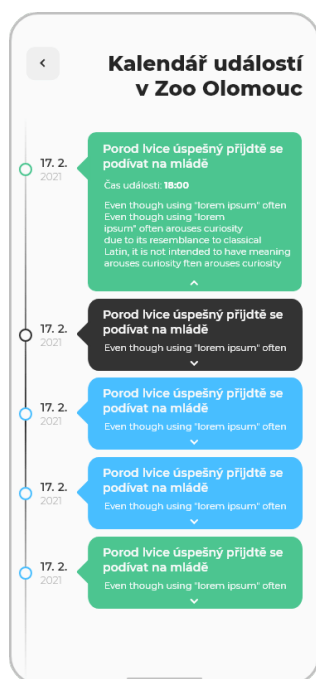 Kalendář událostí
v Zoo Olomouc
17. 2.
2021
Porod lvice úspešný přijdtě se
podívat na mládě
Čas události: 18:00
Even though using "lorem ipsum" often
Even though using "lorem
ipsum" often arouses curiosity
due to its resemblance to classical
Latin, it is not intended to have meaning
arouses curiosity ften arouses curiosity
17. 2.
2021
Porod lvice úspešný přijdtě se
podívat na mládě
Even though using "lorem ipsum" often
17. 2.
2021
Porod lvice úspešný přijdtě se
podívat na mládě
Even though using "lorem ipsum" often
17. 2.
2021
Porod lvice úspešný přijdtě se
podívat na mládě
Even though using "lorem ipsum" often
17. 2.
2021
Porod lvice úspešný přijdtě se
podívat na mládě
Even though using "lorem ipsum" often